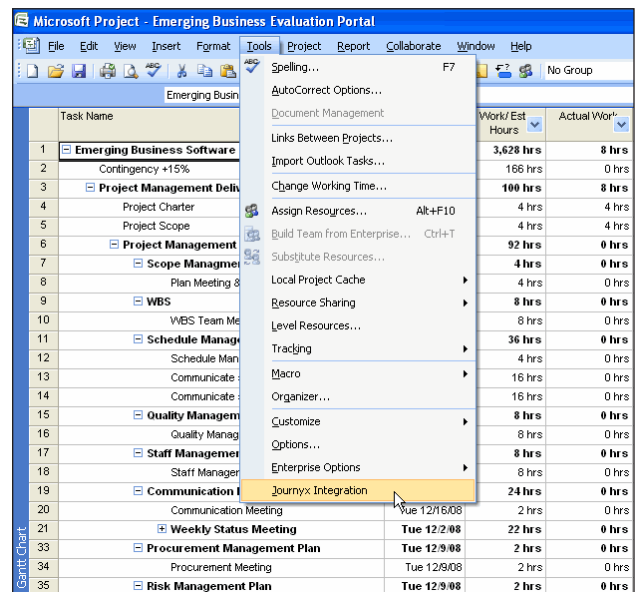 Microsoft Project - Emerging Business Evaluation Portal
File Edit View Insert Format Tools Project Report Collaborate Window Help
No Group
Emerging Busin
Task Name Work/ Est Hours Actual Work
1 Emerging Business Software 3,628 hrs 8 hrs
2 Contingency +15% 166 hrs 0 hrs
3 Project Management Deliv 100 hrs 8 hrs
4 Project Charter 4 hrs 4 hrs
5 Project Scope 4 hrs 4 hrs
6 Project Management 92 hrs 0 hrs
7 Scope Managmer 4 hrs 0 hrs
8 Plan Meeting & 4 hrs 0 hrs
9 WBS 8 hrs 0 hrs
10 WBS Team Me 8 hrs 0 hrs
11 Schedule Manage 36 hrs 0 hrs
12 Schedule Man 4 hrs 0 hrs
13 Communicate 16 hrs 0 hrs
14 Communicate 16 hrs 0 hrs
15 Quality Managem 8 hrs 0 hrs
16 Quality Manag 8 hrs 0 hrs
17 Staff Managemer 8 hrs 0 hrs
18 Staff Manager 8 hrs 0 hrs
19 Communication 24 hrs 0 hrs
20 Communication Meeting Tue 12/16/08 2 hrs 0 hrs
21 Weekly Status Meeting Tue 12/2/08 22 hrs 0 hrs
33 Procurement Management Plan Tue 12/9/08 2 hrs 0 hrs
34 Procurement Meeting Tue 12/9/08 2 hrs 0 hrs
35 Risk Management Plan Tue 12/9/08 2 hrs 0 hrs
Gantt Chart
Spelling... F7
AutoCorrect Options...
Document Management
Links Between Projects...
Import Outlook Tasks...
Change Working Time...
Assign Resources... Alt+F10
Build Team from Enterprise... Ctrl+T
Substitute Resources...
Local Project Cache
Resource Sharing
Level Resources...
Tracking
Macro
Organizer...
Customize
Options...
Enterprise Options
Journyx Integration